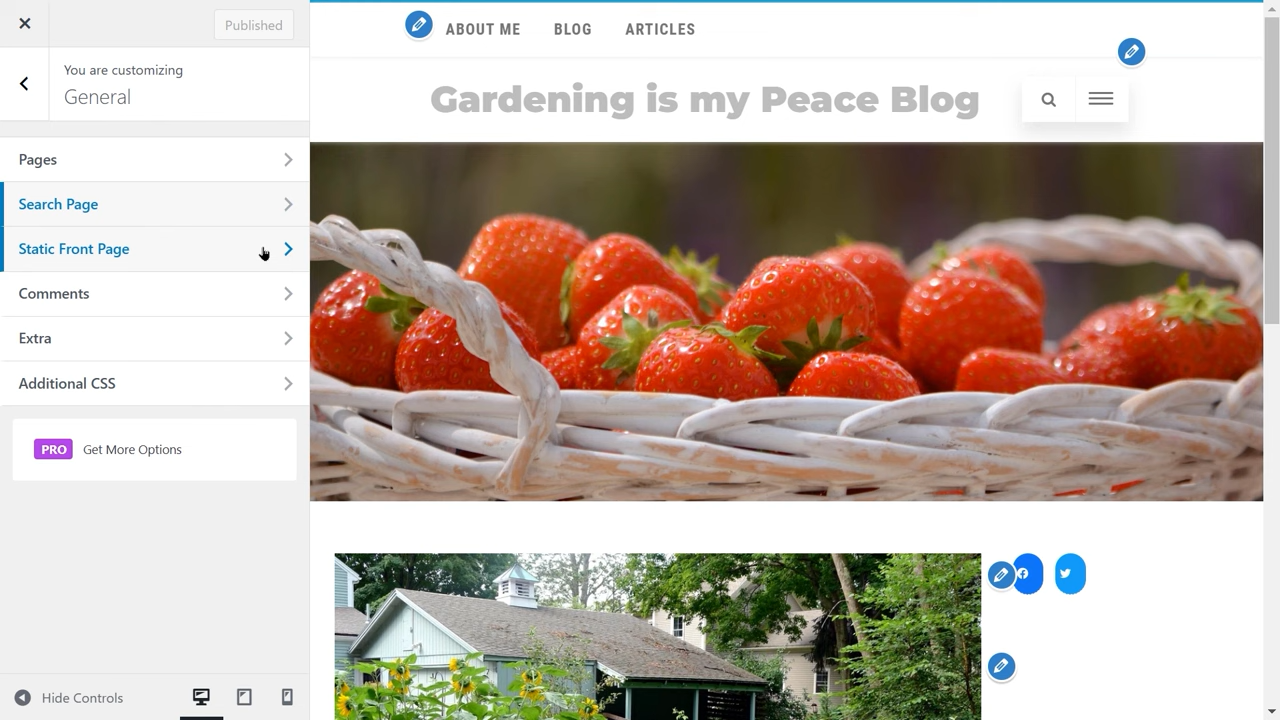 Published
You are customizing
General
Pages
Search Page
Static Front Page
Comments
Extra
Additional CSS
PRO Get More Options
Hide Controls
ABOUT ME BLOG ARTICLES
Gardening is my Peace Blog